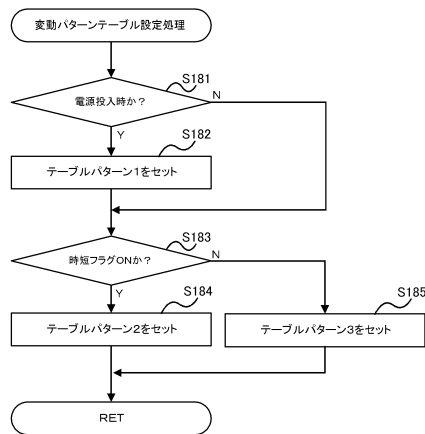 変動パターンテーブル設定処理
S181
電源投入時か？
N
Y
S182
テーブルパターン1をセット
S183
時短フラグONか？
N
Y
S184
テーブルパターン2をセット
S185
テーブルパターン3をセット
RET